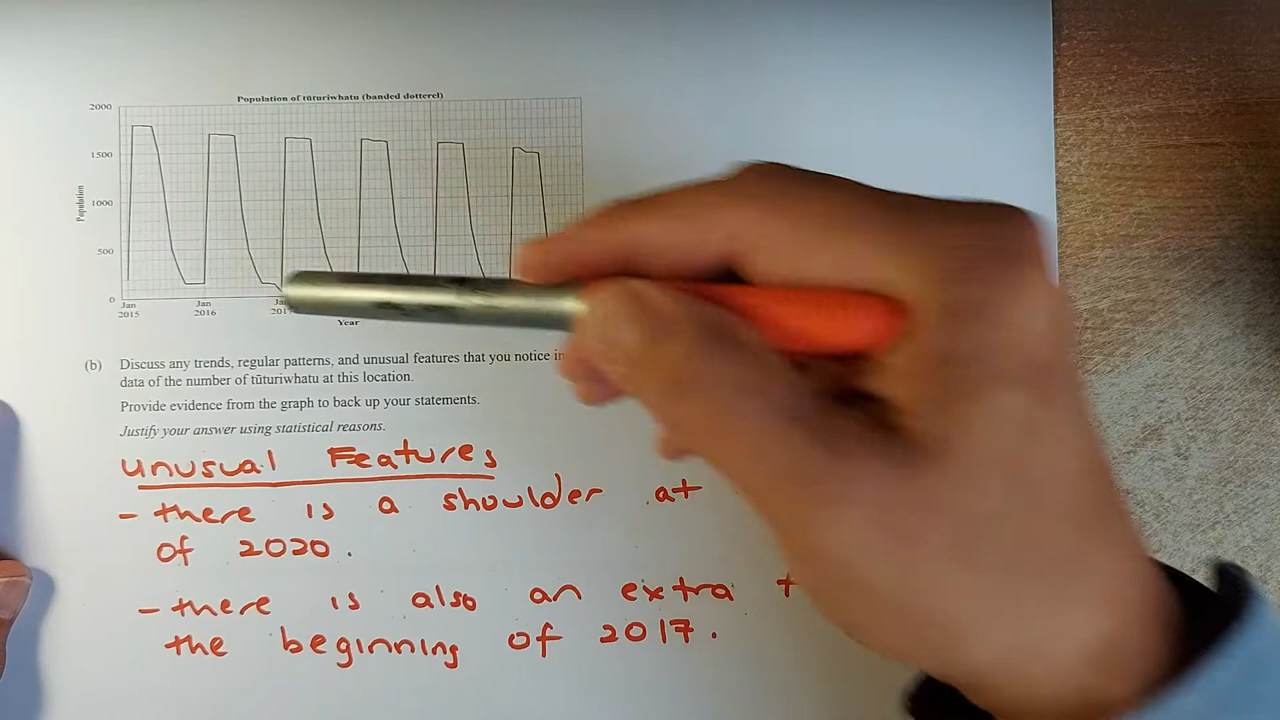 Population of tūturiwhatu (banded dotterel)
2000
1500
1000
500
0
Population
Jan Jan
2015 2016 2017
Year
(b) Discuss any trends, regular patterns, and unusual features that you notice in
data of the number of tūturiwhatu at this location.
Provide evidence from the graph to back up your statements.
Justify your answer using statistical reasons.
unusual Features
- there is a shoulder at
of 2020.
- there is also an extra
the beginning of 2017.